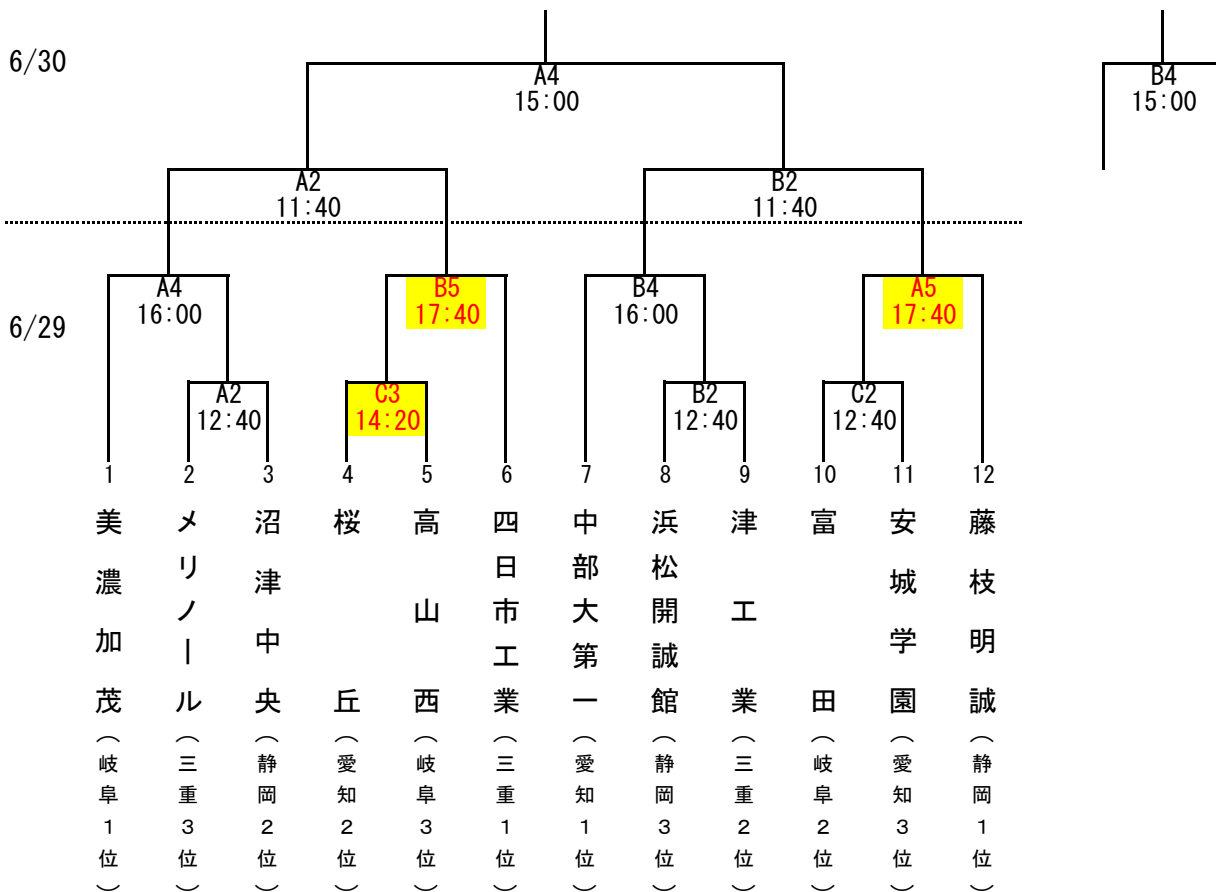 6/30
A4
15:00
B4
15:00
A2
11:40
B2
11:40
6/29
A4
16:00
B5
17:40
B4
16:00
A5
17:40
A2
12:40
C3
14:20
B2
12:40
C2
12:40
1 2 3 4 5 6 7 8 9 10 11 12
美濃加茂(岐阜1位)
メリノール(三重3位)
沼津中央(静岡2位)
桜丘(愛知2位)
高山西(岐阜3位)
四日市工業(三重1位)
中部大第一(愛知1位)
浜松開誠館(静岡3位)
津工業(三重2位)
富田(岐阜2位)
安城学園(愛知3位)
藤枝明誠(静岡1位)